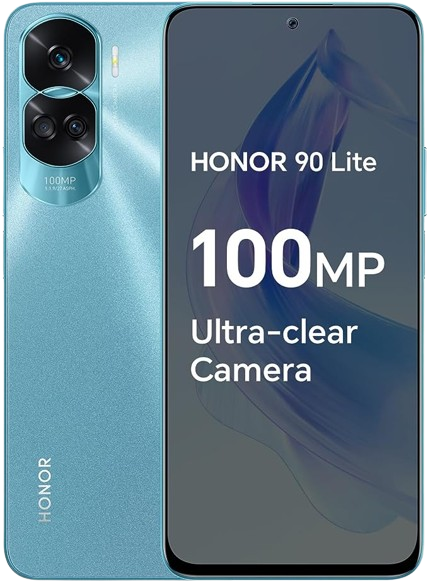 100MP
HONOR
HONOR 90 Lite
100MP
Ultra-clear
Camera